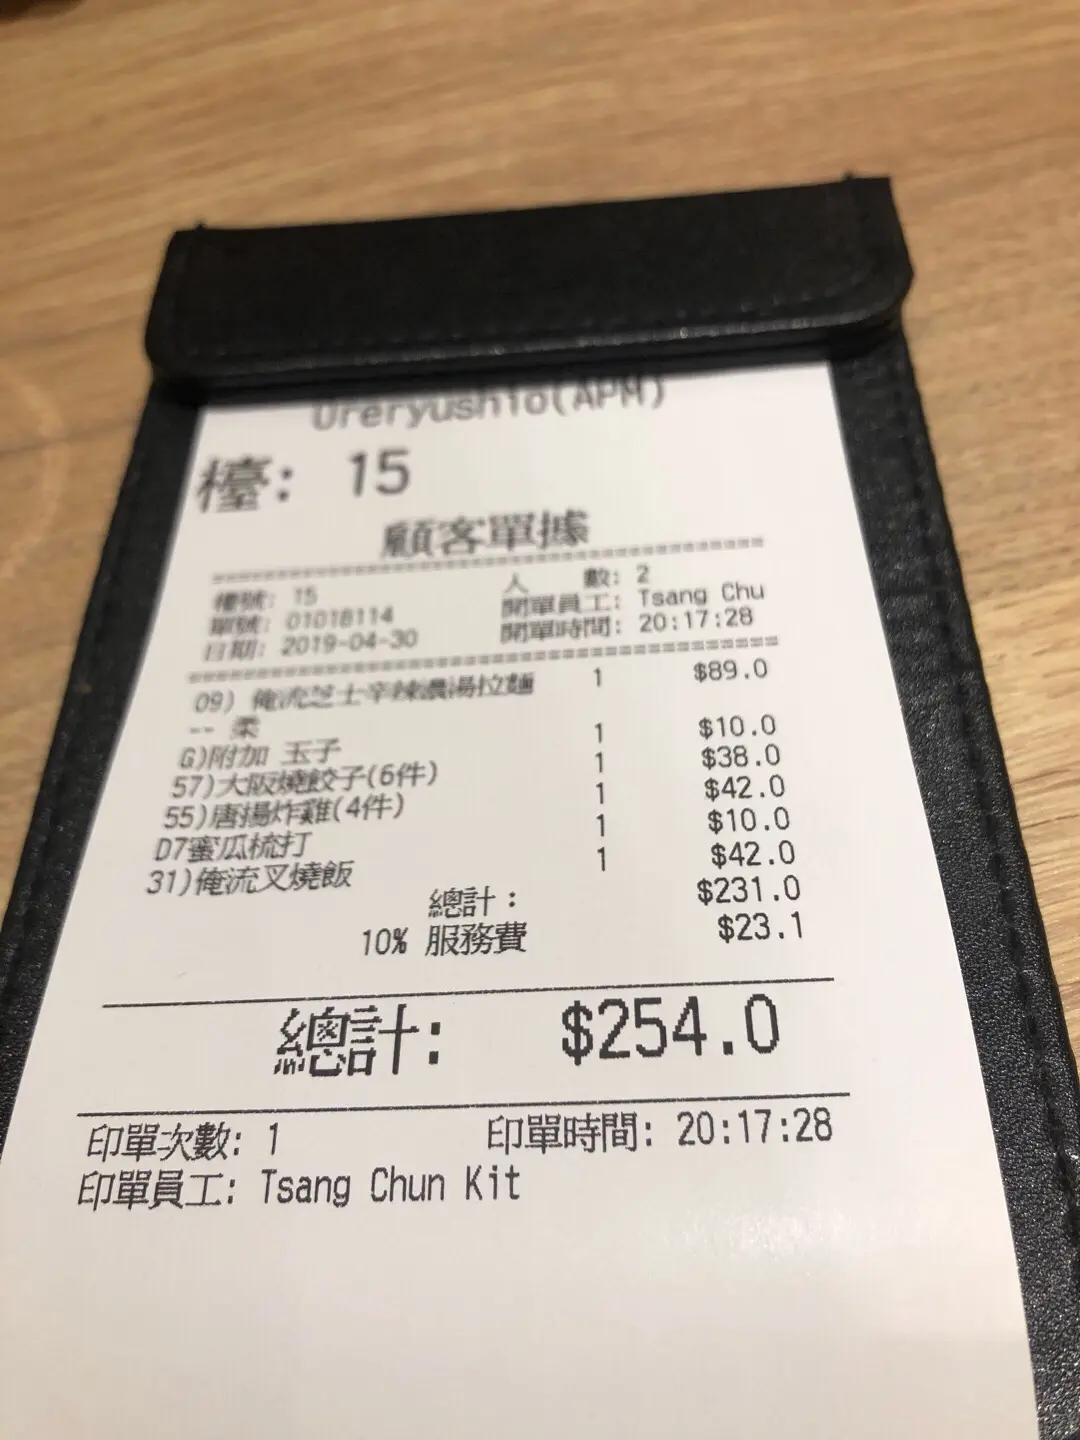 Ureryushio(APM)
檯: 15
顧客單據
檯號: 15 人 數: 2
單號: 01018114 開單員工: Tsang Chu
日期: 2019-04-30 開單時間: 20:17:28
09) 俺流芝士辛辣濃湯拉麵 1 $89.0
-- 柔
G)附加 玉子 1 $10.0
57)大阪燒餃子(6件) 1 $38.0
55)唐揚炸雞(4件) 1 $42.0
D7蜜瓜梳打 1 $10.0
31)俺流叉燒飯 1 $42.0
總計: $231.0
10% 服務費 $23.1
總計: $254.0
印單次數: 1 印單時間: 20:17:28
印單員工: Tsang Chun Kit